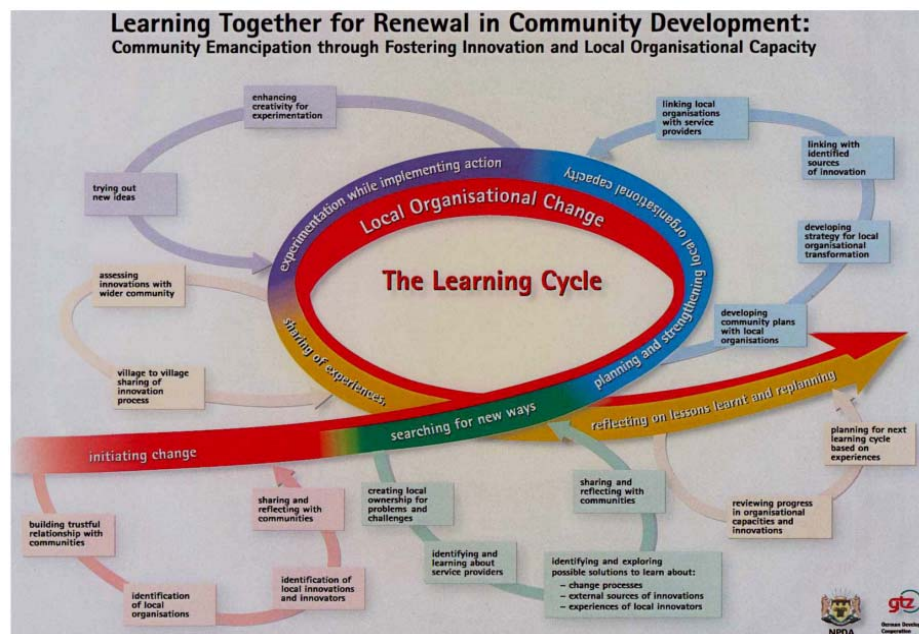 Learning Together for Renewal in Community Development:
Community Emancipation through Fostering Innovation and Local Organisational Capacity
enhancing
creativity for
experimentation
linking local
organisations
with service
providers
linking with
identified
sources
of innovation
trying out
new ideas
experimentation while implementing action
planning and strengthening local organisational capacity
Local Organisational Change
The Learning Cycle
developing
strategy for local
organisational
transformation
assessing
innovations with
wider community
developing
community plans
with local
organisations
sharing of experiences,
village to village
sharing of
innovation
process
initiating change
searching for new ways
reflecting on lessons learnt and replanning
planning for next
learning cycle
based on
experiences
building trustful
relationship with
communities
sharing and
reflecting with
communities
creating local
ownership for
problems and
challenges
sharing and
reflecting with
communities
reviewing progress
in organisational
capacities and
innovations
identification
of local
organisations
identification of
local innovations
and innovators
identifying and
learning about
service providers
identifying and exploring
possible solutions to learn about:
– change processes
– external sources of innovations
– experiences of local innovators
NPDA
gtz
Cooperation